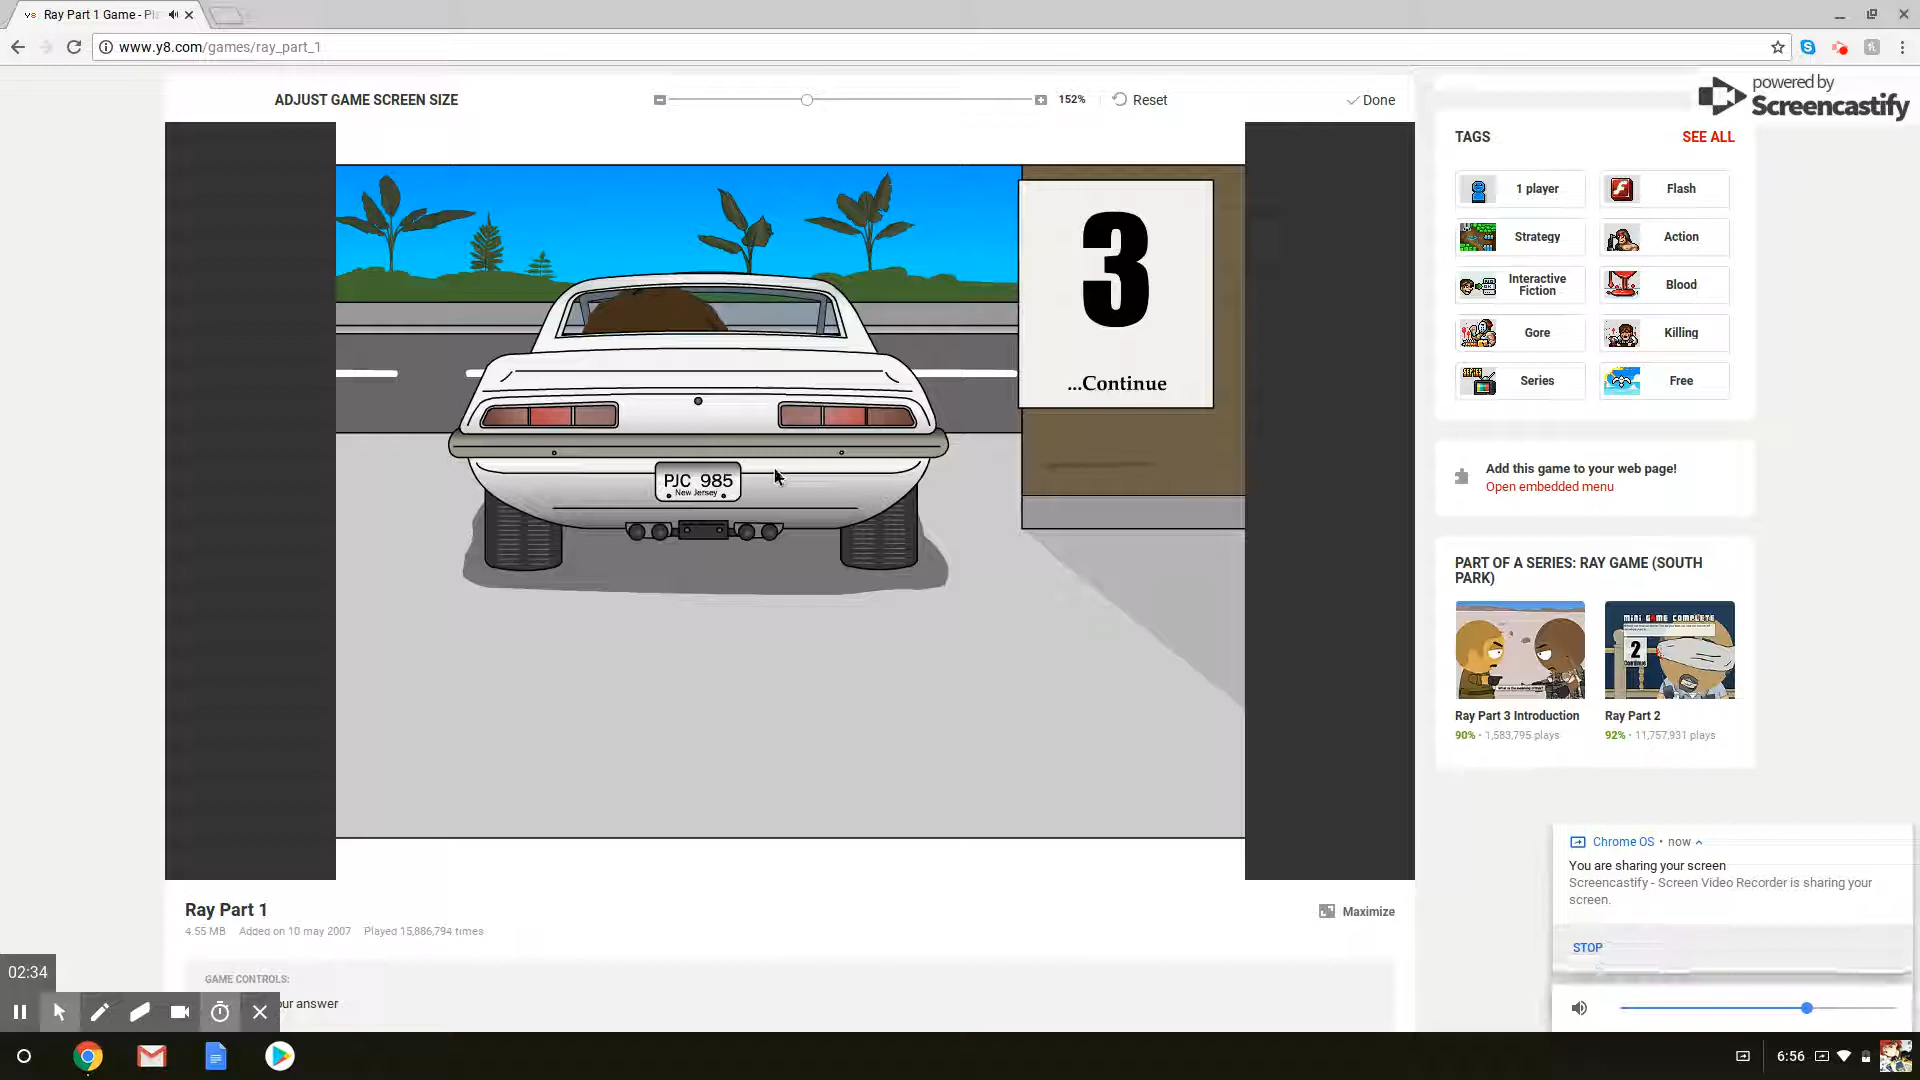 Ray Part 1 Game - Pl
www.y8.com/games/ray_part_1
powered by
Screencastify
ADJUST GAME SCREEN SIZE
152%
Reset
Done
3
...Continue
PJC 985
New Jersey
TAGS
SEE ALL
1 player
Flash
Strategy
Action
Interactive
Fiction
Blood
Gore
Killing
Series
Free
Add this game to your web page!
Open embedded menu
PART OF A SERIES: RAY GAME (SOUTH
PARK)
MINI GAME COMPLETE
2
Continue
Ray Part 3 Introduction
90% · 1,583,795 plays
Ray Part 2
92% · 11,757,931 plays
Ray Part 1
4.55 MB Added on 10 may 2007 Played 15,886,794 times
Maximize
GAME CONTROLS:
our answer
02:34
Chrome OS · now
You are sharing your screen
Screencastify - Screen Video Recorder is sharing your
screen.
STOP
6:56